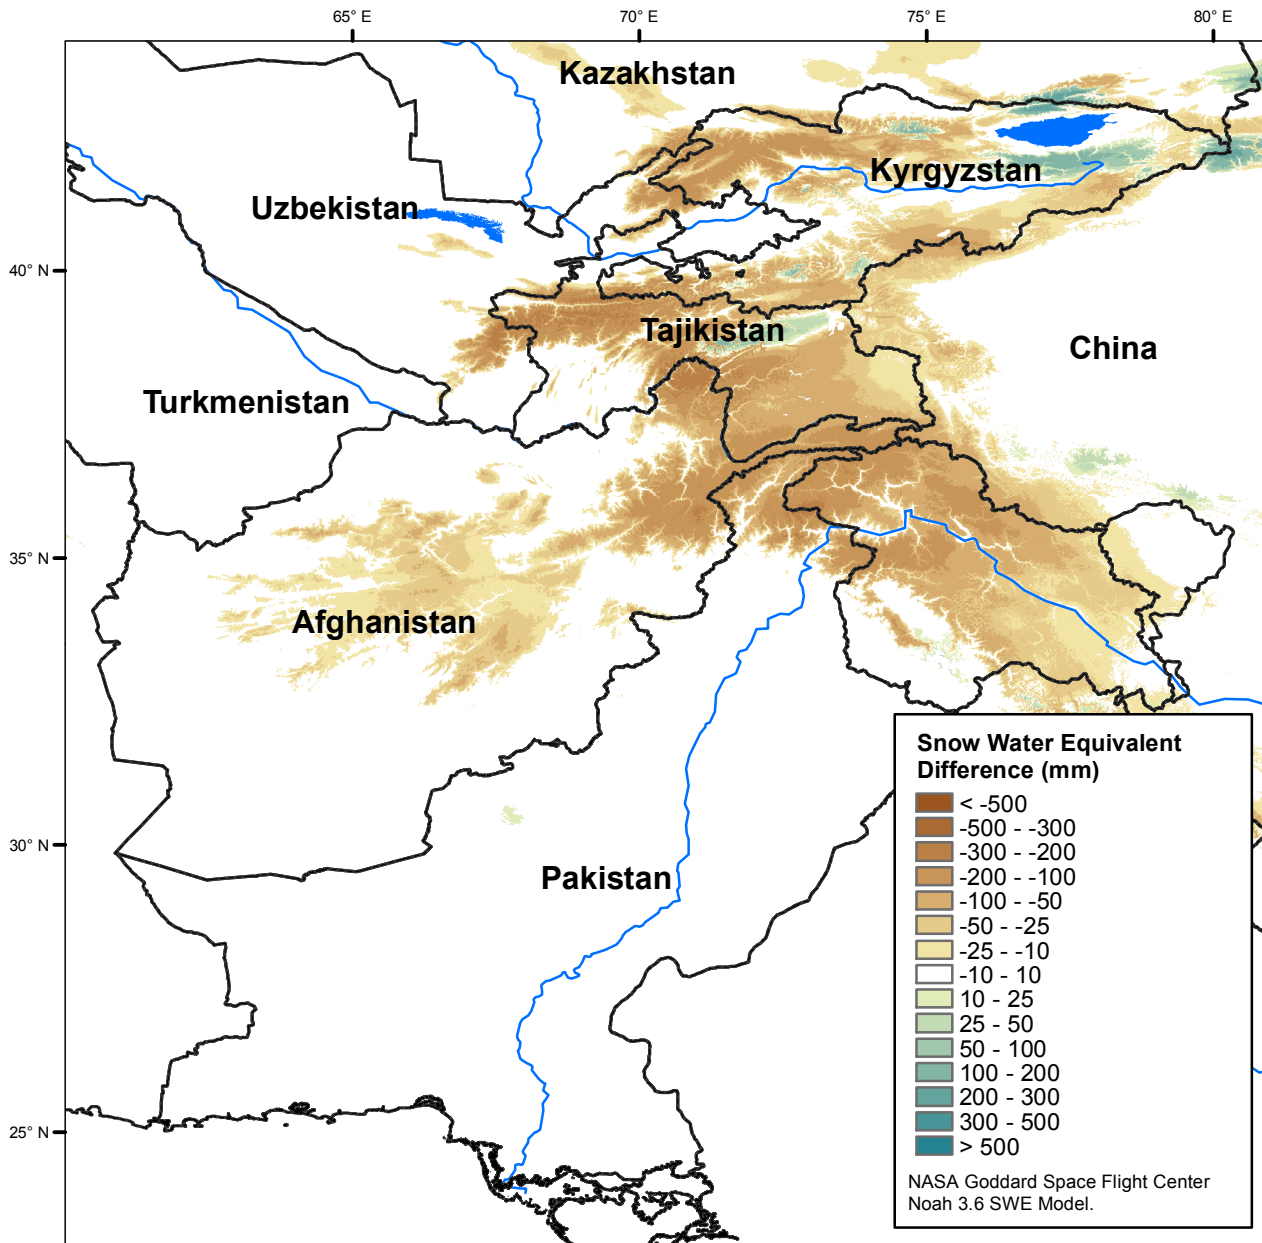 65° E
70° E
75° E
80° E
Kazakhstan
Kyrgyzstan
Uzbekistan
40° N
Tajikistan
China
Turkmenistan
35° N
Afghanistan
30° N
Pakistan
25° N
Snow Water Equivalent
Difference (mm)
< -500
-500 - -300
-300 - -200
-200 - -100
-100 - -50
-50 - -25
-25 - -10
-10 - 10
10 - 25
25 - 50
50 - 100
100 - 200
200 - 300
300 - 500
> 500
NASA Goddard Space Flight Center
Noah 3.6 SWE Model.